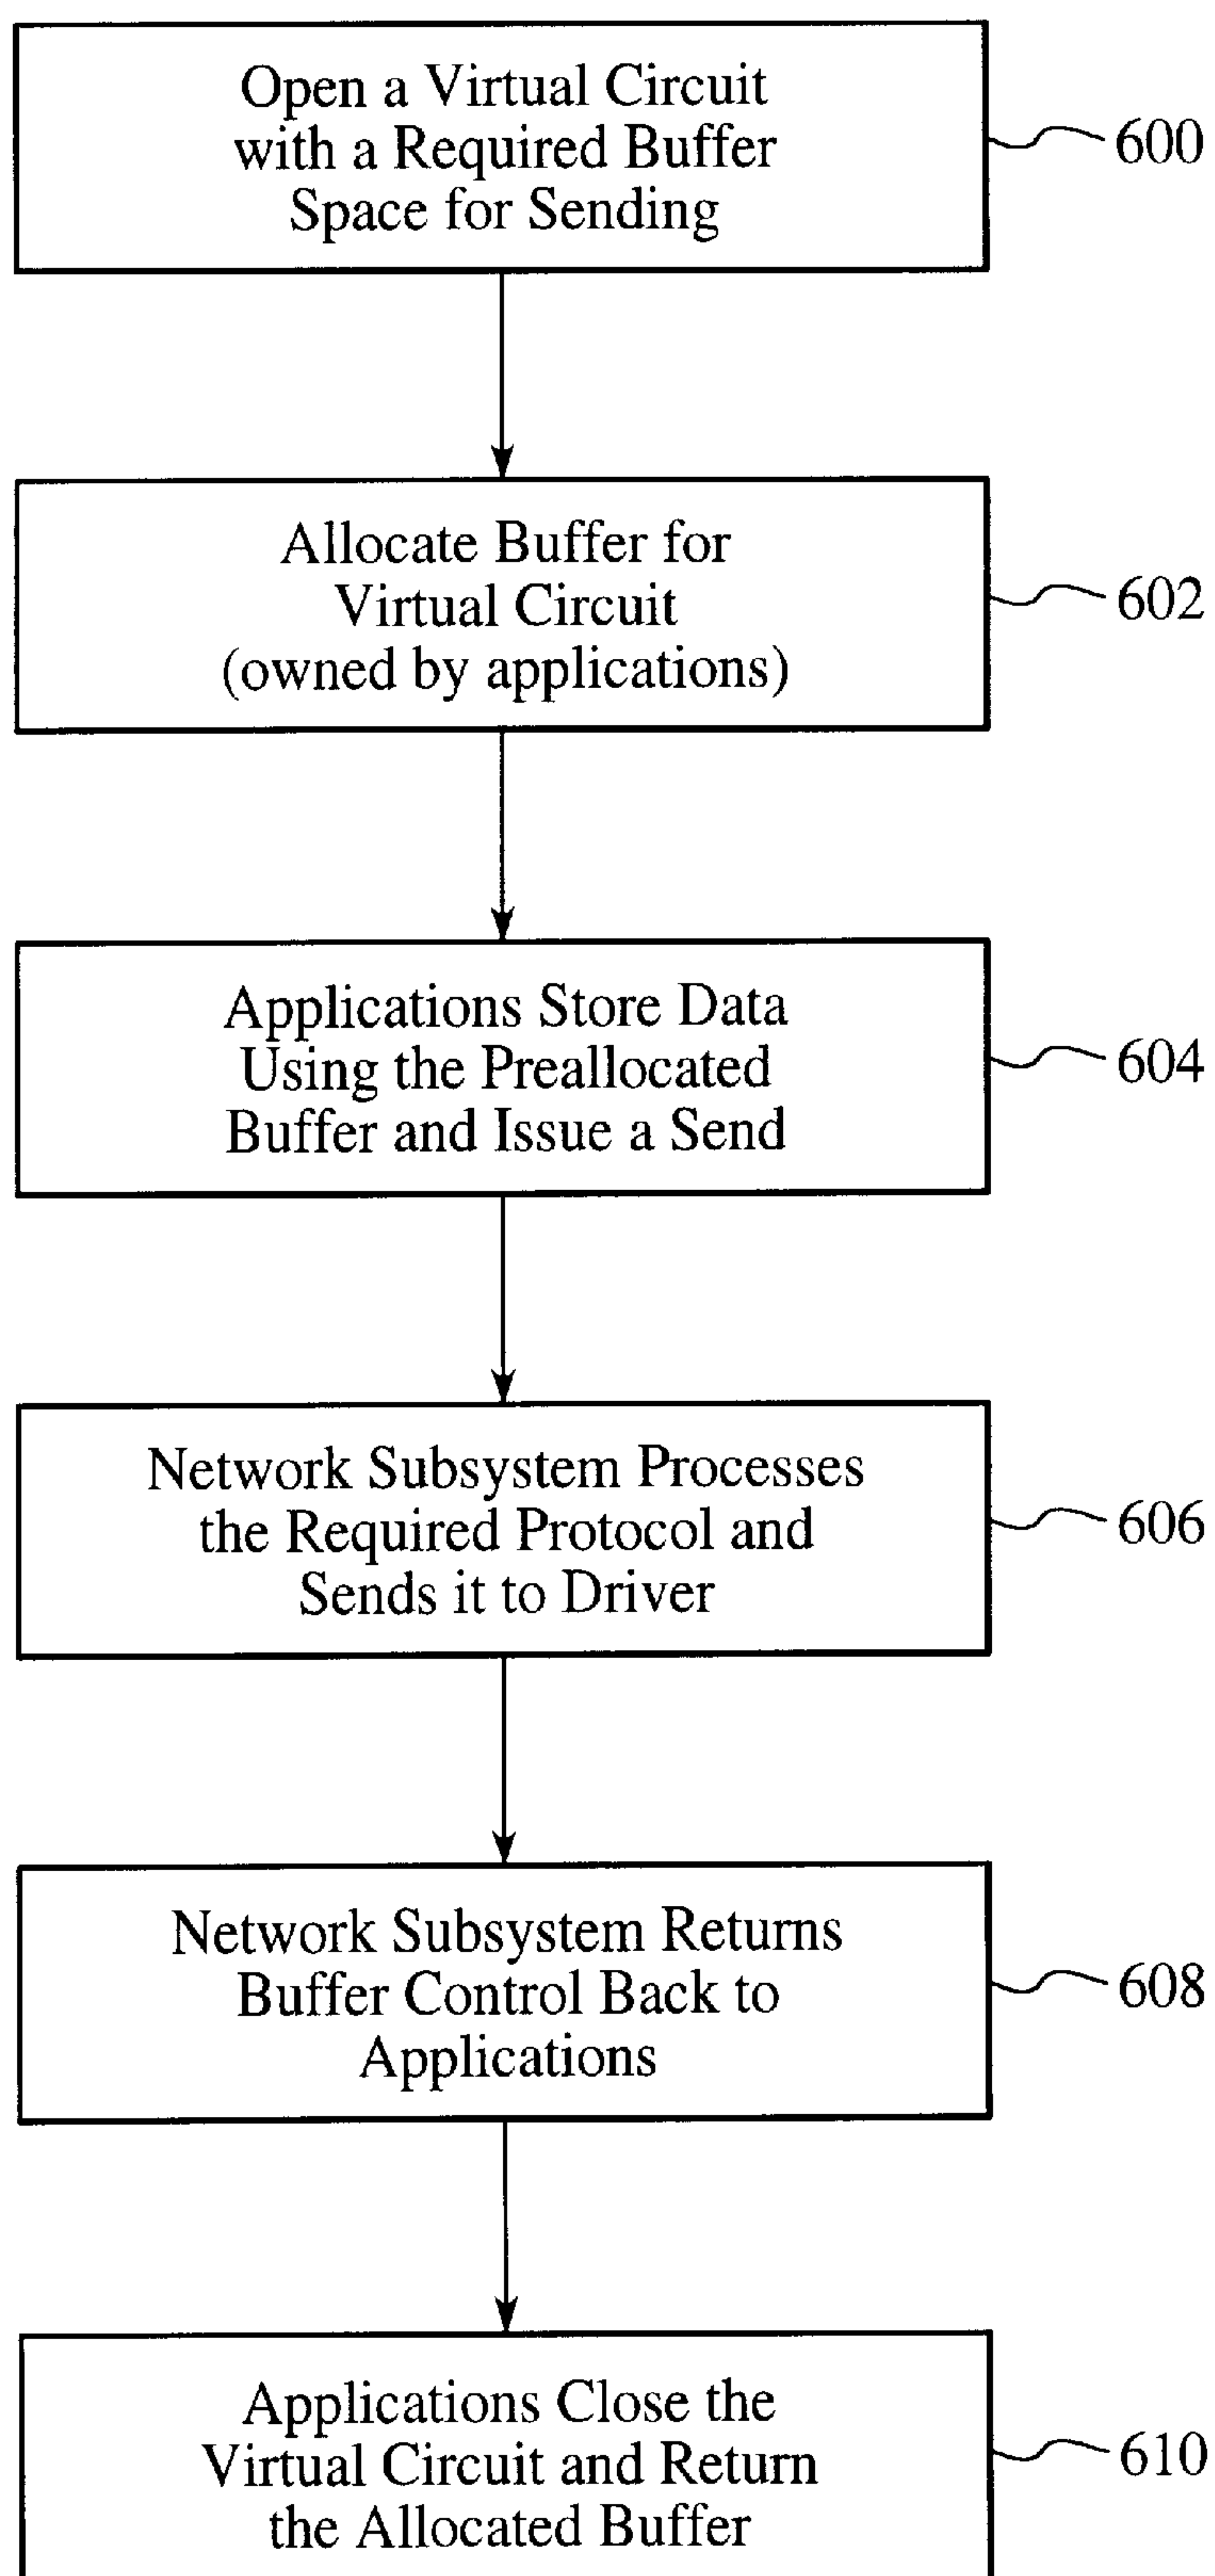 Open a Virtual Circuit
with a Required Buffer
Space for Sending
600
Allocate Buffer for
Virtual Circuit
(owned by applications)
602
Applications Store Data
Using the Preallocated
Buffer and Issue a Send
604
Network Subsystem Processes
the Required Protocol and
Sends it to Driver
606
Network Subsystem Returns
Buffer Control Back to
Applications
608
Applications Close the
Virtual Circuit and Return
the Allocated Buffer
610